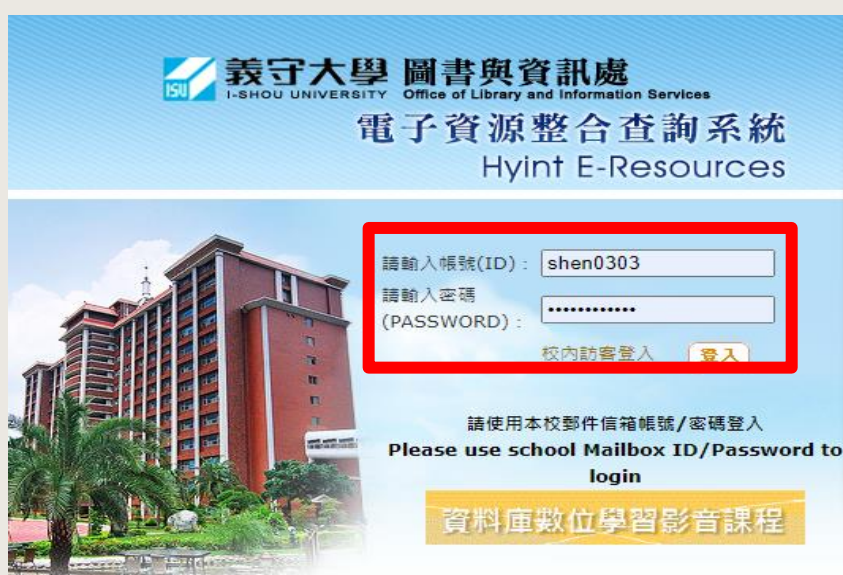 義守大學 圖書與資訊處
ISU I-SHOU UNIVERSITY Office of Library and Information Services
電子資源整合查詢系統
Hyint E-Resources
請輸入帳號(ID)： shen0303
請輸入密碼
(PASSWORD)： ••••••••••••
校內訪客登入 登入
請使用本校郵件信箱帳號/密碼登入
Please use school Mailbox ID/Password to
login
資料庫數位學習影音課程